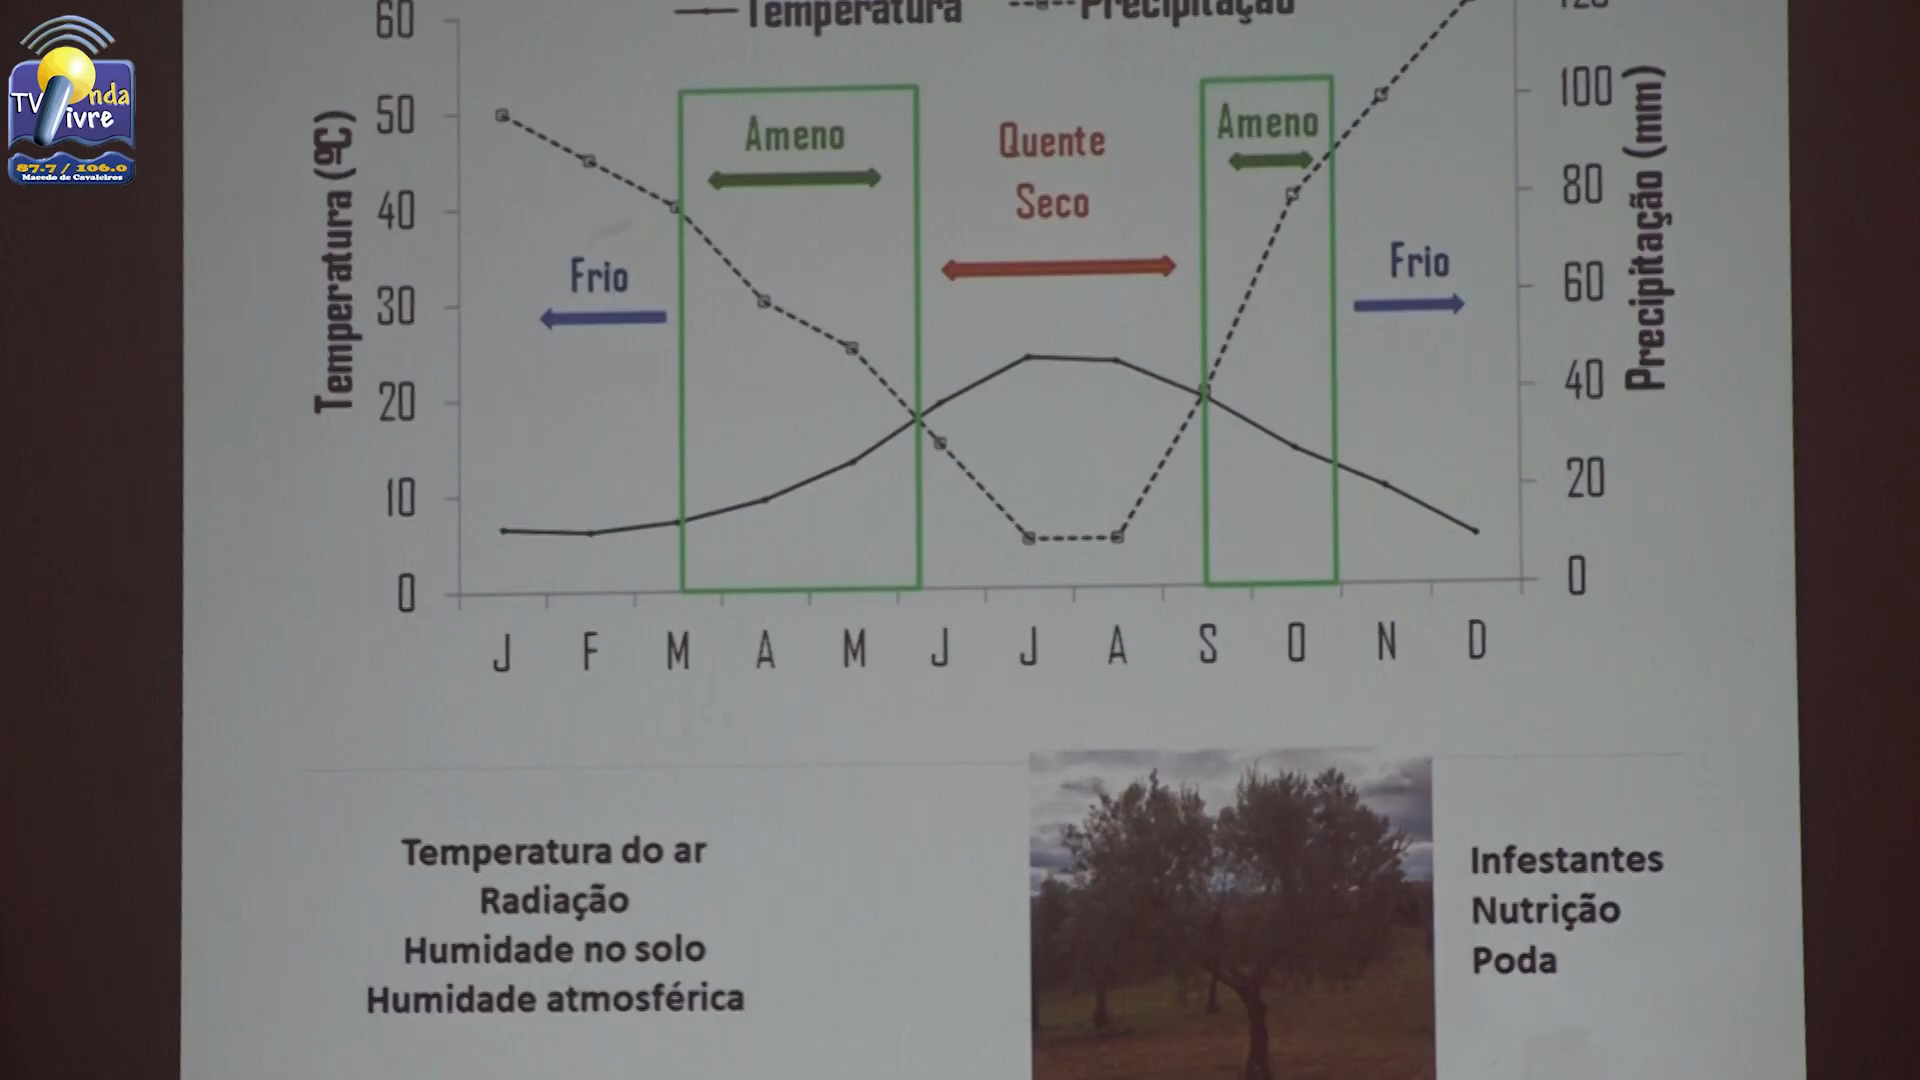 TV Onda
Livre
87.7 / 106.0
Macedo de Cavaleiros
Temperatura Precipitação
Temperatura (ºC)
60
50
40
30
20
10
0
Precipitação (mm)
120
100
80
60
40
20
0
Ameno
Quente
Seco
Ameno
Frio
Frio
J F M A M J J A S O N D
Temperatura do ar
Radiação
Humidade no solo
Humidade atmosférica
Infestantes
Nutrição
Poda